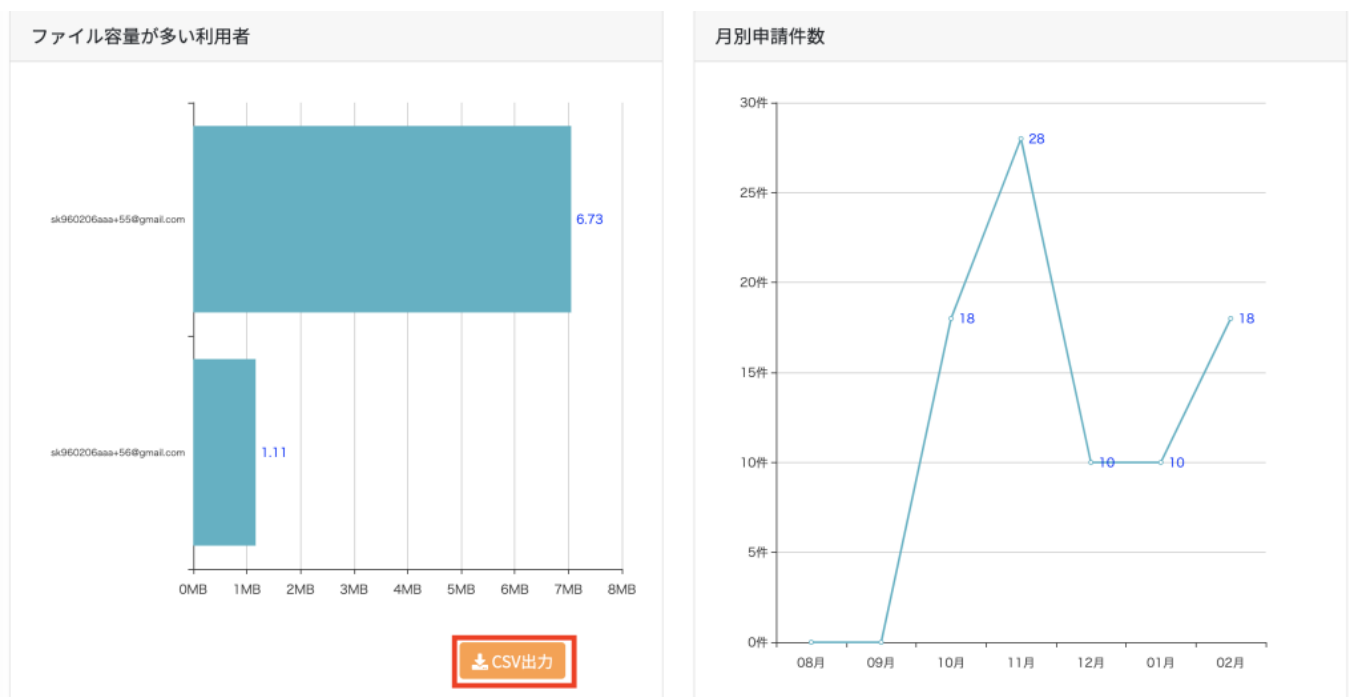 ファイル容量が多い利用者
sk960206aaa+55@gmail.com
6.73
sk960206aaa+56@gmail.com
1.11
0MB 1MB 2MB 3MB 4MB 5MB 6MB 7MB 8MB
CSV出力
月別申請件数
30件
28
25件
20件
18
18
15件
10件
10
10
5件
0件
08月 09月 10月 11月 12月 01月 02月